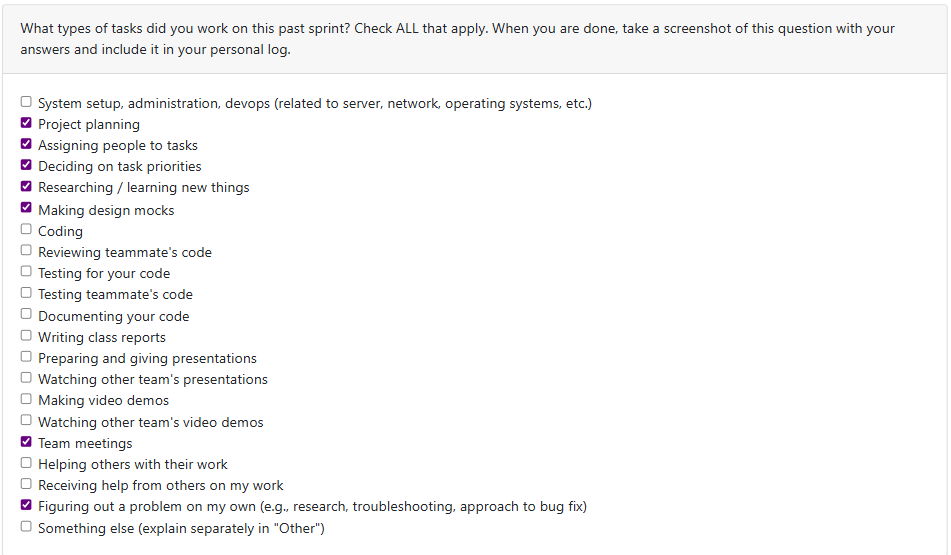 What types of tasks did you work on this past sprint? Check ALL that apply. When you are done, take a screenshot of this question with your
answers and include it in your personal log.
System setup, administration, devops (related to server, network, operating systems, etc.)
Project planning
Assigning people to tasks
Deciding on task priorities
Researching / learning new things
Making design mocks
Coding
Reviewing teammate's code
Testing for your code
Testing teammate's code
Documenting your code
Writing class reports
Preparing and giving presentations
Watching other team's presentations
Making video demos
Watching other team's video demos
Team meetings
Helping others with their work
Receiving help from others on my work
Figuring out a problem on my own (e.g., research, troubleshooting, approach to bug fix)
Something else (explain separately in "Other")